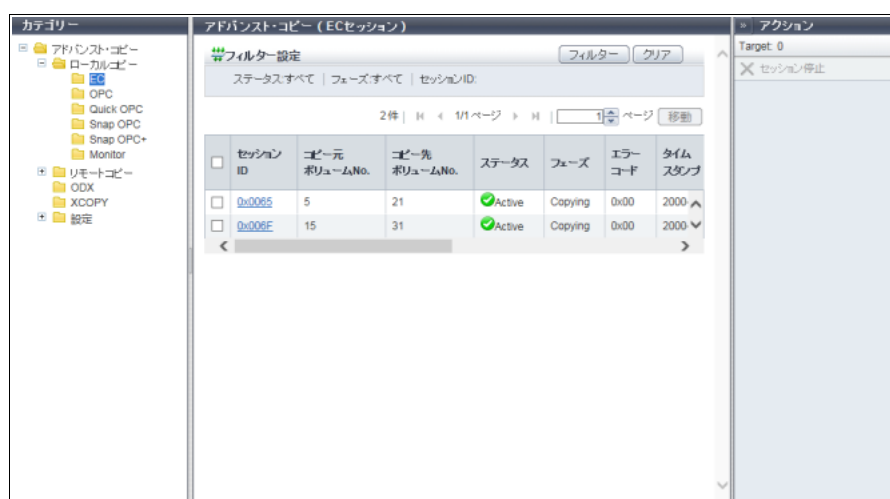 カテゴリー
アドバンスト・コピー
ローカルコピー
EC
OPC
Quick OPC
Snap OPC
Snap OPC+
Monitor
リモートコピー
ODX
XCOPY
設定
アドバンスト・コピー ( ECセッション )
フィルター設定
フィルター クリア
ステータス:すべて | フェーズ:すべて | セッションID:
2件 | 1/1ページ | 1 ページ 移動
セッションID コピー元ボリュームNo. コピー先ボリュームNo. ステータス フェーズ エラーコード タイムスタンプ
0x0065 5 21 Active Copying 0x00 2000-
0x006F 15 31 Active Copying 0x00 2000-
» アクション
Target: 0
セッション停止